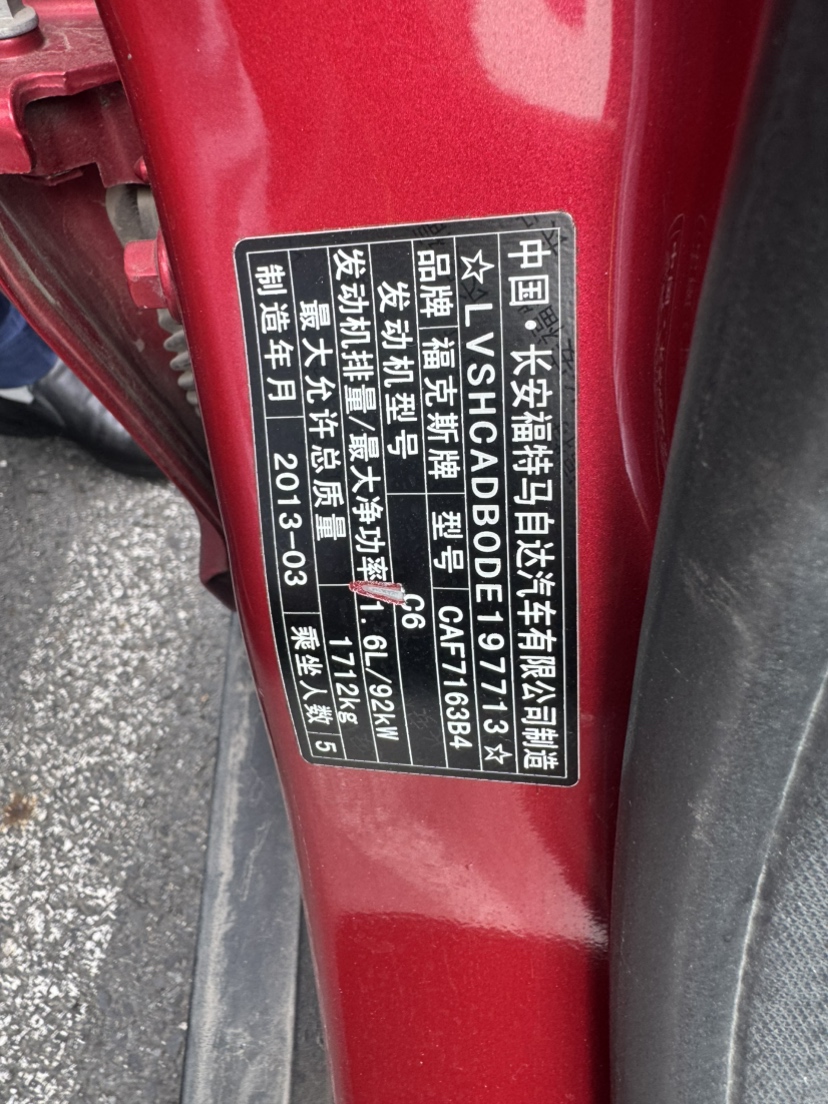 中国·长安福特马自达汽车有限公司制造
☆LVSHCADB0DE197713☆
品牌 福克斯牌 型号 CAF7163B4
发动机型号 C6
发动机排量/最大净功率 1.6L/92kW
最大允许总质量 1712kg
制造年月 2013-03 乘坐人数 5